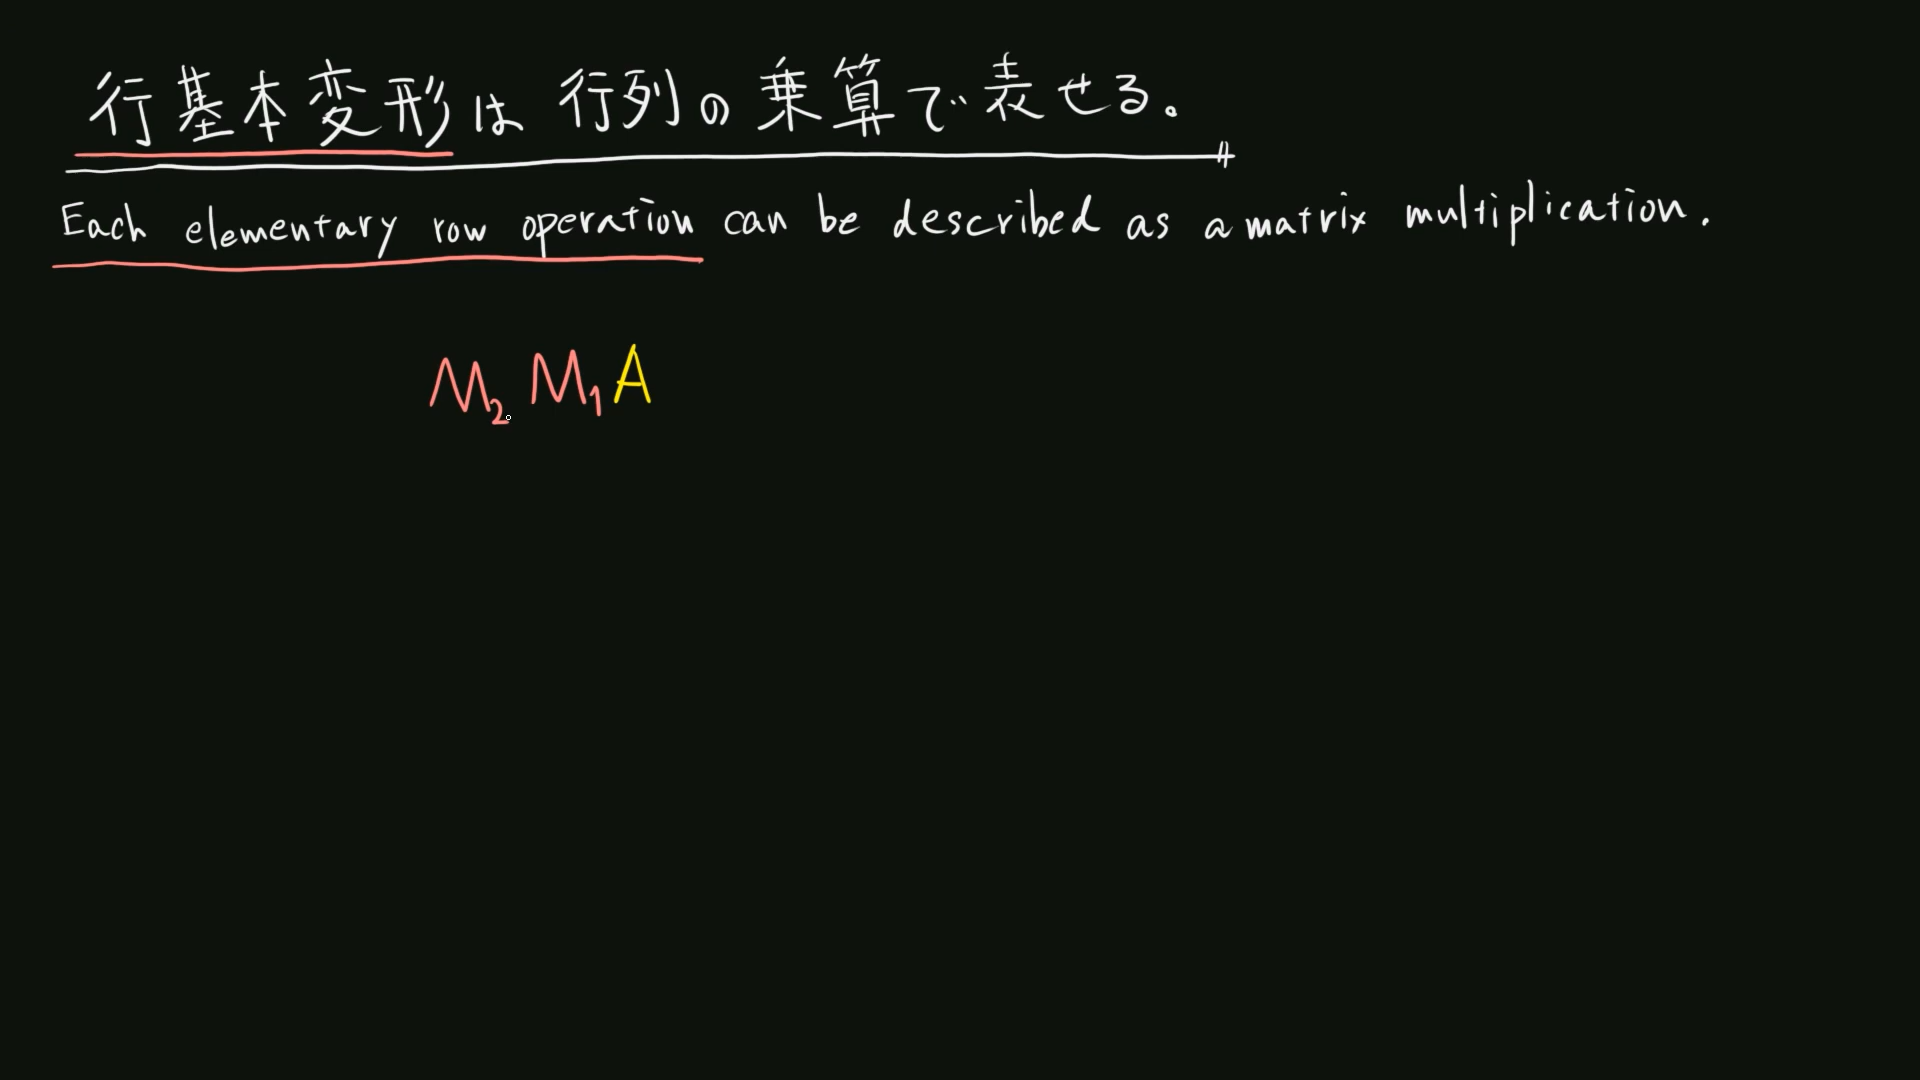 行基本変形は行列の乗算で表せる。
Each elementary row operation can be described as a matrix multiplication.
M₂ M₁ A